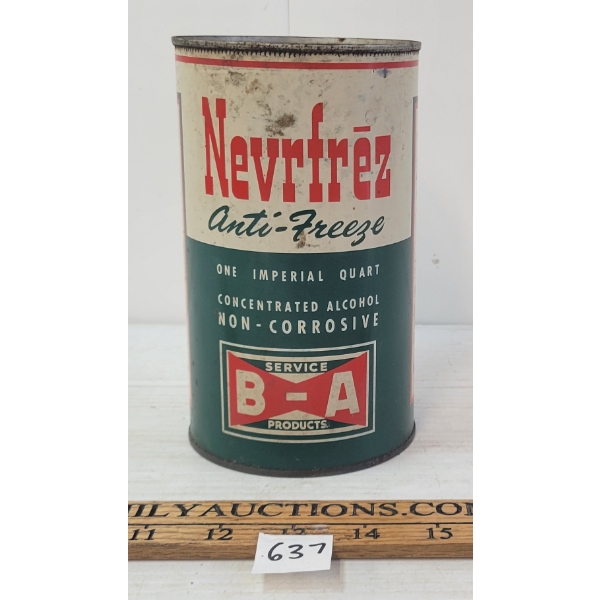 Nevrfrēz
Anti-Freeze
ONE IMPERIAL QUART
CONCENTRATED ALCOHOL
NON-CORROSIVE
SERVICE
B-A
PRODUCTS
ILYAUCTIONS.COM
11 12 13 14 15
637